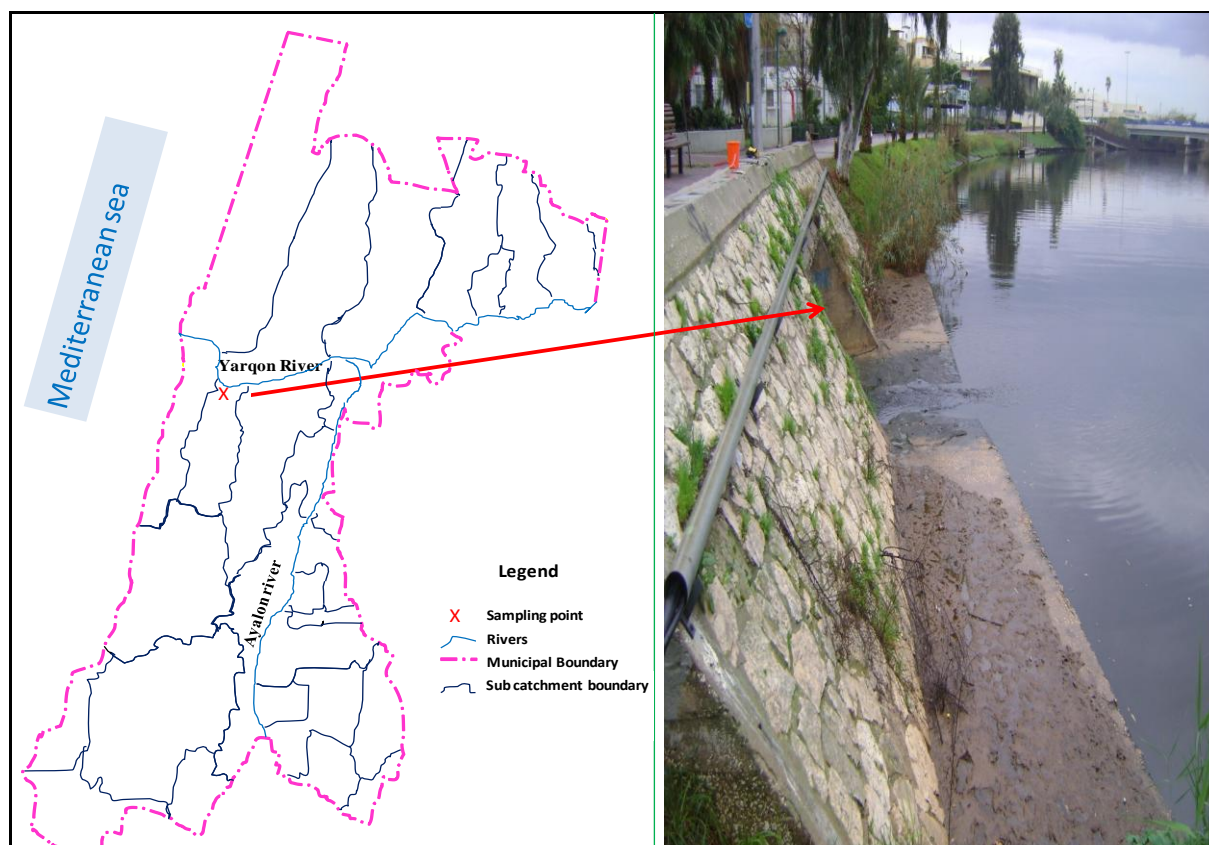 Mediterranean sea
Yarqon River
X
Ayalon river
Legend
X Sampling point
Rivers
Municipal Boundary
Sub catchment boundary